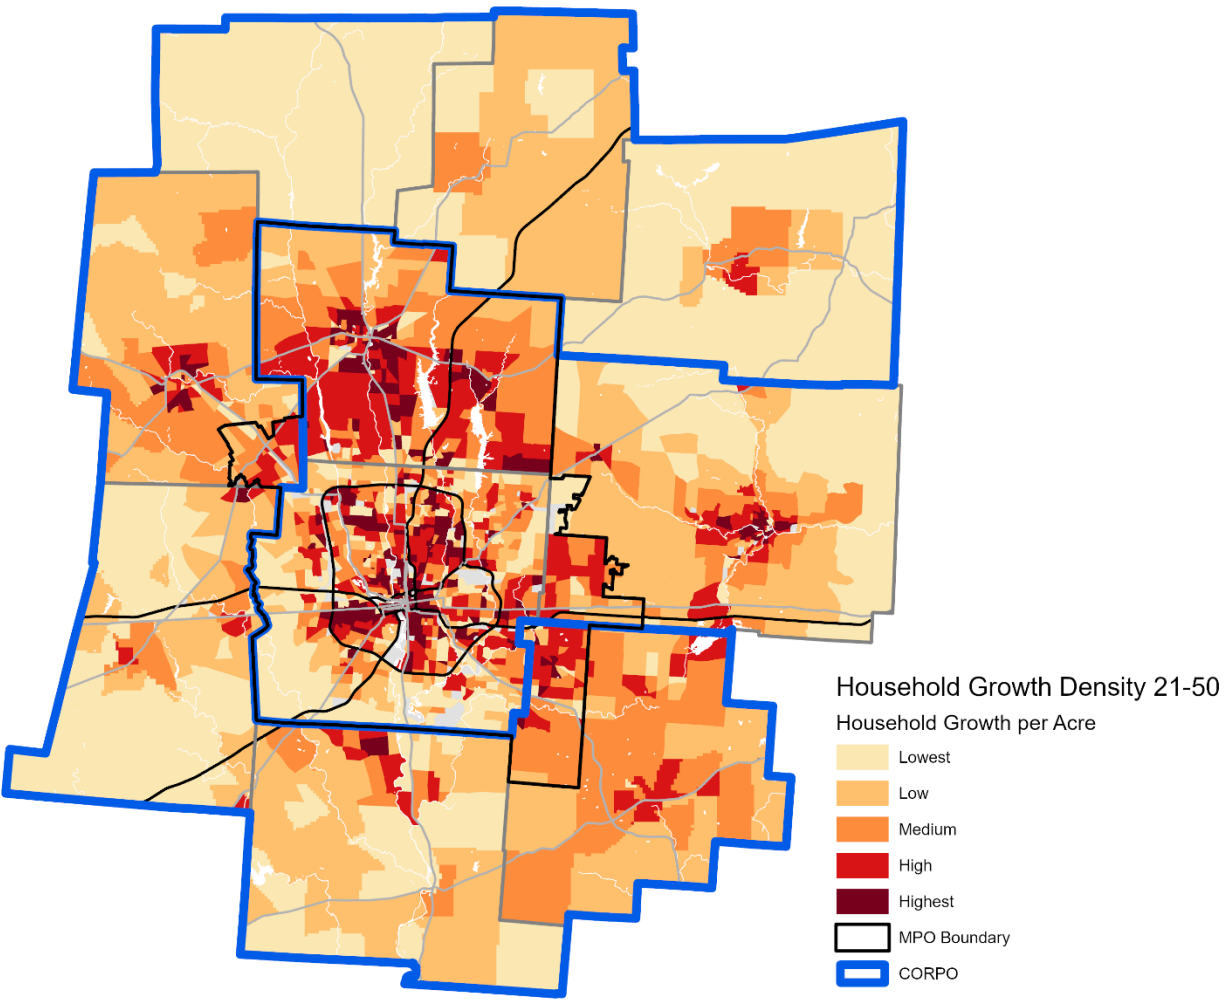 Household Growth Density 21-50
Household Growth per Acre
Lowest
Low
Medium
High
Highest
MPO Boundary
CORPO